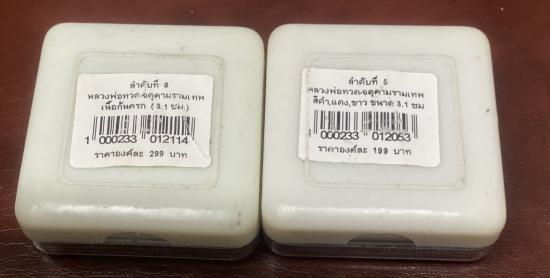 ลำดับที่ 8
หลวงพ่อทวด-จตุคามรามเทพ
เนื้อก้นครก (3.1 ซม.)
1 000233 012114
ราคาองค์ละ 299 บาท
ลำดับที่ 5
หลวงพ่อทวด-จตุคามรามเทพ
สีดำ,แดง,ขาว ขนาด 3.1 ซม
1 000233 012053
ราคาองค์ละ 199 บาท